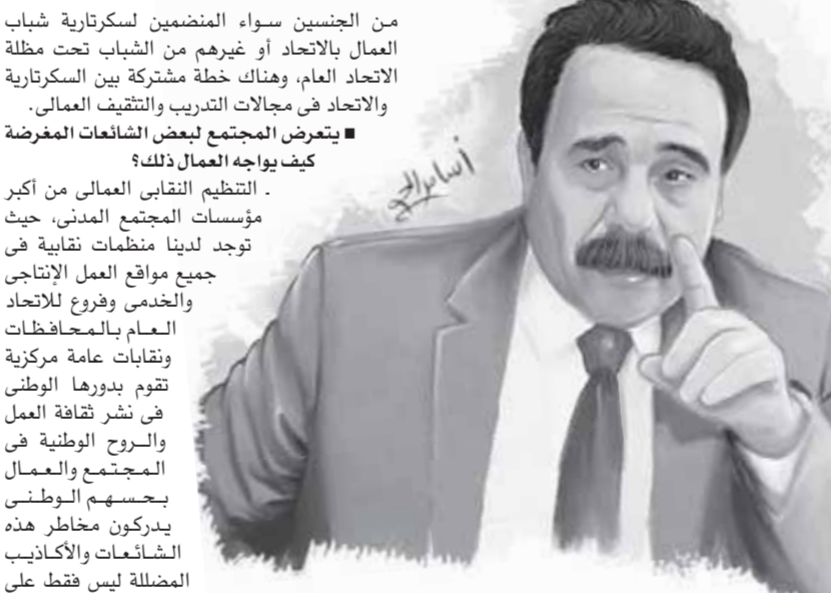 من الجنسين سواء المنضمين لسكرتارية شباب
العمال بالاتحاد أو غيرهم من الشباب تحت مظلة
الاتحاد العام، وهناك خطة مشتركة بين السكرتارية
والاتحاد فى مجالات التدريب والتثقيف العمالى.
■ يتعرض المجتمع لبعض الشائعات المغرضة
كيف يواجه العمال ذلك؟
. التنظيم النقابى العمالى من أكبر
مؤسسات المجتمع المدنى، حيث
توجد لدينا منظمات نقابية فى
جميع مواقع العمل الإنتاجى
والخدمى وفروع للاتحاد
العام بالمحافظات
ونقابات عامة مركزية
تقوم بدورها الوطنى
فى نشر ثقافة العمل
والروح الوطنية فى
المجتمع والعمال
بحسهم الوطنى
يدركون مخاطر هذه
الشائعات والأكاذيب
المضللة ليس فقط على